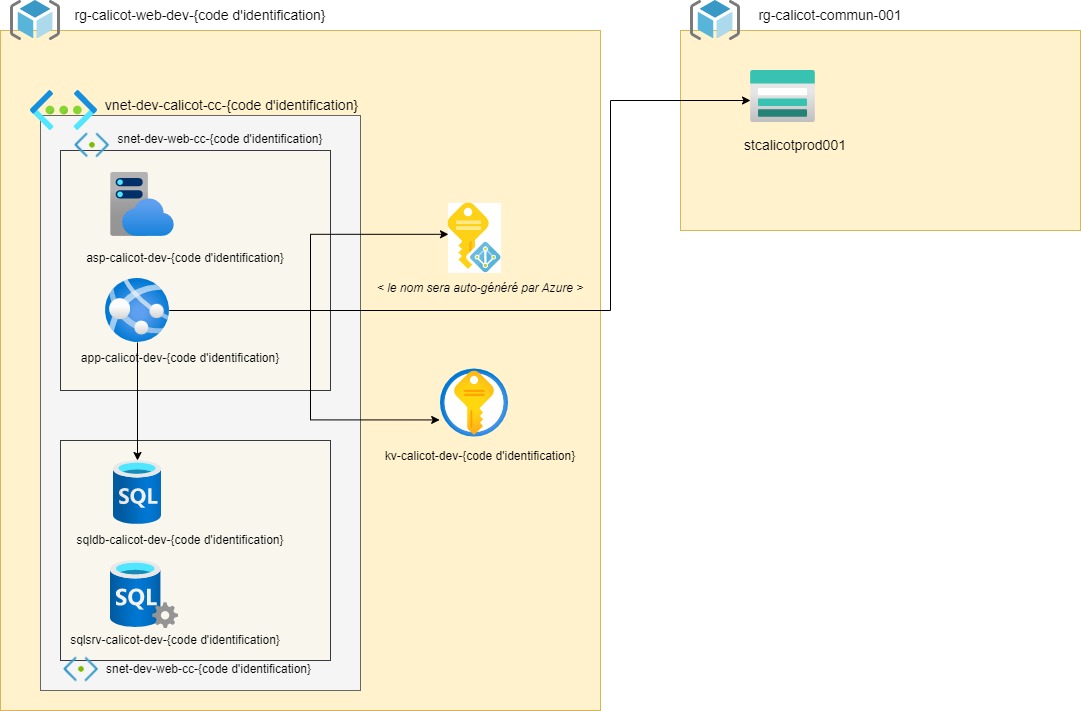 rg-calicot-web-dev-{code d'identification}
rg-calicot-commun-001
vnet-dev-calicot-cc-{code d'identification}
snet-dev-web-cc-{code d'identification}
stcalicotprod001
asp-calicot-dev-{code d'identification}
< le nom sera auto-généré par Azure >
app-calicot-dev-{code d'identification}
kv-calicot-dev-{code d'identification}
SQL
sqldb-calicot-dev-{code d'identification}
SQL
sqlsrv-calicot-dev-{code d'identification}
snet-dev-web-cc-{code d'identification}